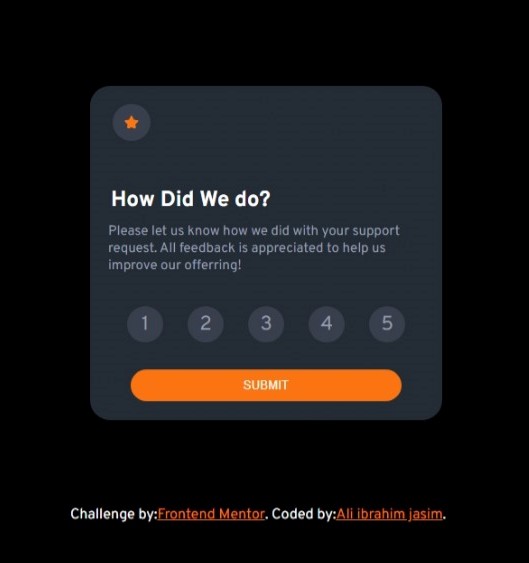 How Did We do?
Please let us know how we did with your support
request. All feedback is appreciated to help us
improve our offerring!
1 2 3 4 5
SUBMIT
Challenge by:Frontend Mentor. Coded by:Ali ibrahim jasim.